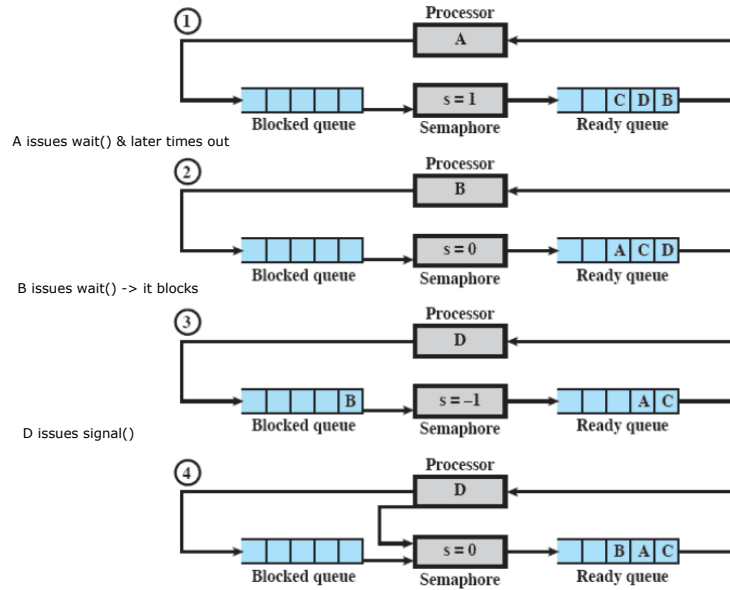 Processor
1
A
C D B
s = 1
Blocked queue
Semaphore
Ready queue
A issues wait() & later times out
Processor
2
B
s = 0
A C D
Blocked queue
Semaphore
Ready queue
B issues wait() -> it blocks
Processor
3
D
B
s = –1
A C
Blocked queue
Semaphore
Ready queue
D issues signal()
Processor
4
D
s = 0
B A C
Blocked queue
Semaphore
Ready queue